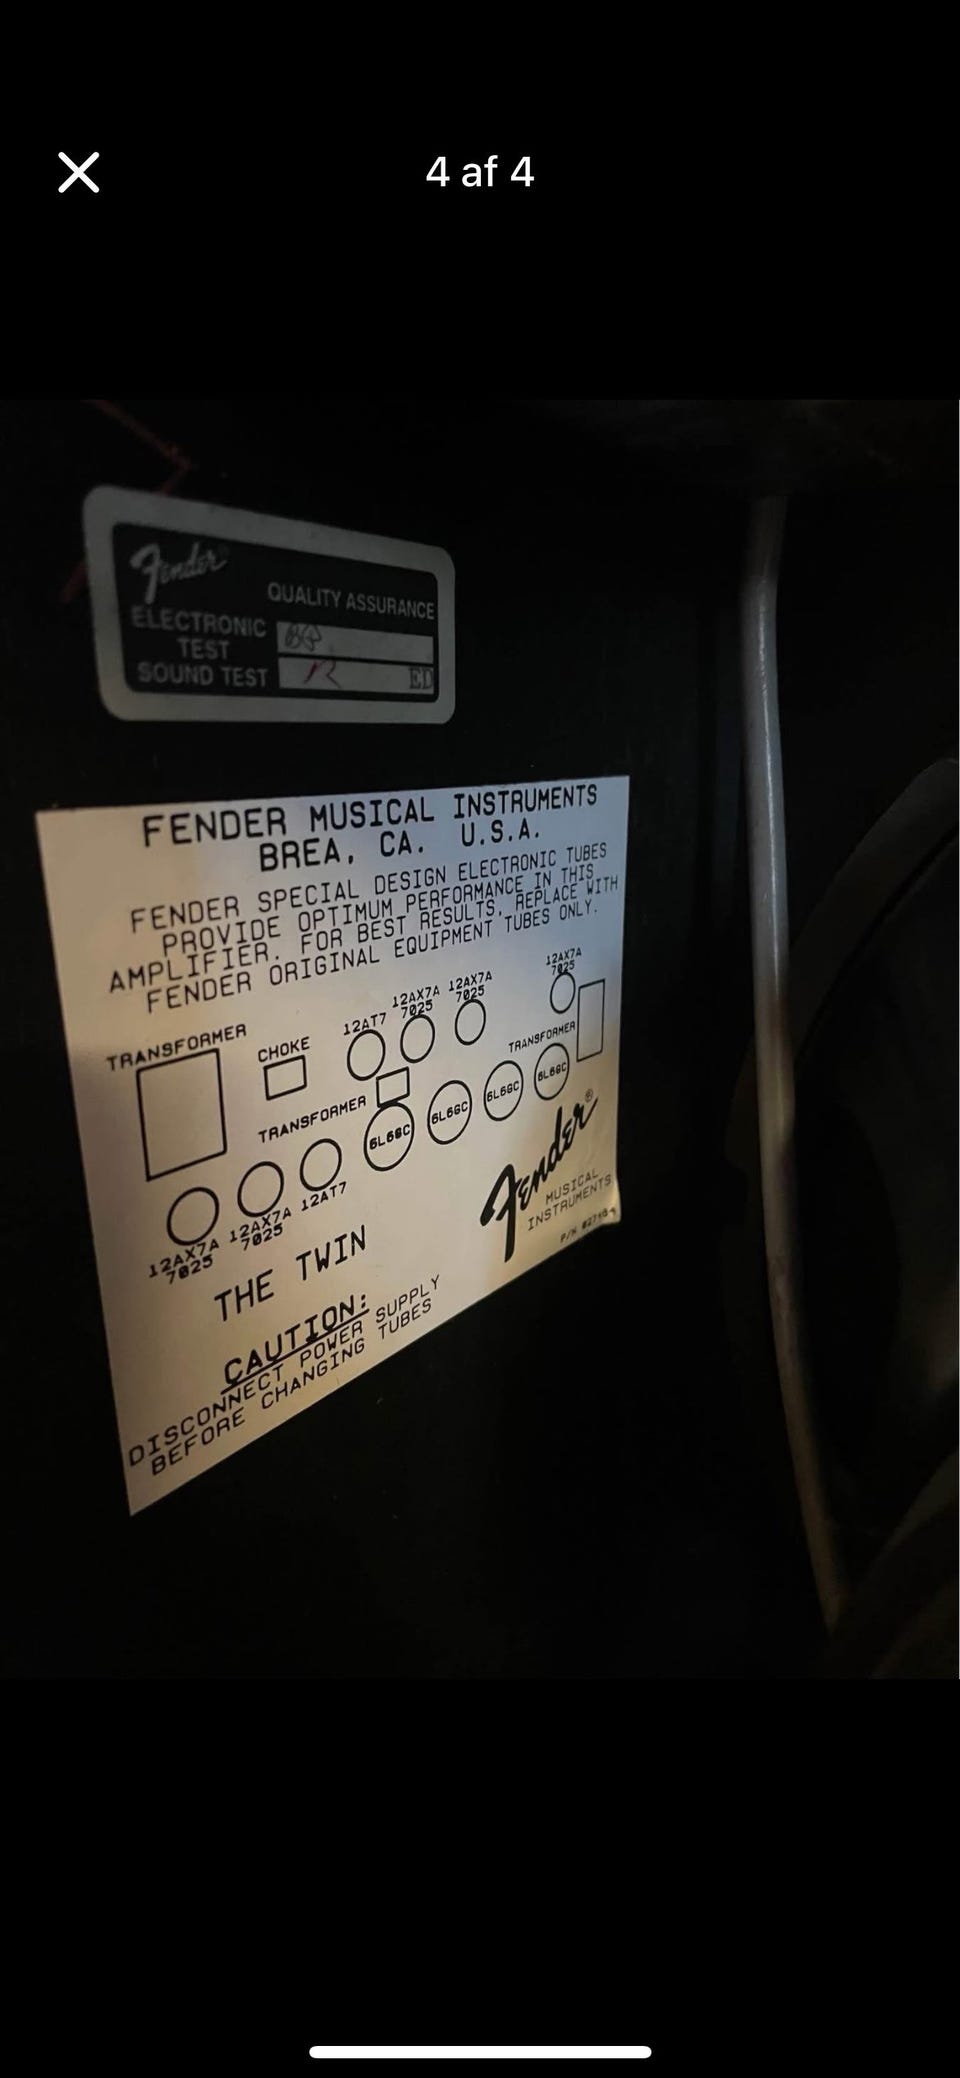 4 af 4
Fender
QUALITY ASSURANCE
ELECTRONIC
TEST
SOUND TEST
ED
FENDER MUSICAL INSTRUMENTS
BREA, CA. U.S.A.
FENDER SPECIAL DESIGN ELECTRONIC TUBES
PROVIDE OPTIMUM PERFORMANCE IN THIS
AMPLIFIER. FOR BEST RESULTS, REPLACE WITH
FENDER ORIGINAL EQUIPMENT TUBES ONLY.
TRANSFORMER
CHOKE
12AT7
12AX7A
7025
12AX7A
7025
12AX7A
7025
TRANSFORMER
TRANSFORMER
6L6GC
6L6GC
6L6GC
6L6GC
12AX7A
7025
12AX7A
7025
12AT7
Fender®
MUSICAL
INSTRUMENTS
P/N
THE TWIN
CAUTION:
DISCONNECT POWER SUPPLY
BEFORE CHANGING TUBES